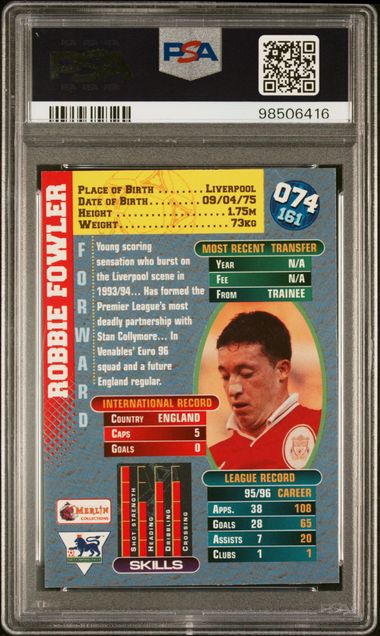 PSA
PSA
98506416
ROBBIE FOWLER
FORWARD
PLACE OF BIRTH ........... LIVERPOOL
DATE OF BIRTH ............ 09/04/75
HEIGHT ................... 1.75M
WEIGHT ................... 73KG
074
161
Young scoring
sensation who burst on
the Liverpool scene in
1993/94... Has formed the
Premier League's most
deadly partnership with
Stan Collymore... In
Venables' Euro 96
squad and a future
England regular.
MOST RECENT TRANSFER
YEAR N/A
FEE N/A
FROM TRAINEE
INTERNATIONAL RECORD
COUNTRY ENGLAND
CAPS 5
GOALS 0
MERLIN
COLLECTIONS
SHOT STRENGTH
HEADING
DRIBBLING
CROSSING
SKILLS
LEAGUE RECORD
95/96 CAREER
APPS. 38 108
GOALS 28 65
ASSISTS 7 20
CLUBS 1 1